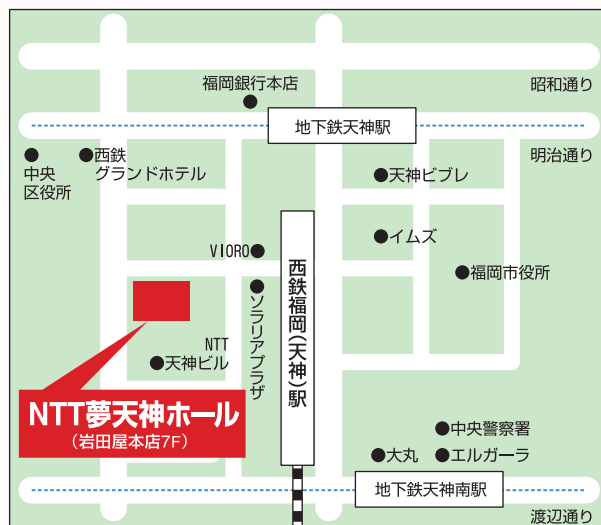 昭和通り
福岡銀行本店
地下鉄天神駅
明治通り
中央
区役所
西鉄
グランドホテル
天神ビブレ
VIORO
イムズ
西鉄福岡(天神)駅
福岡市役所
ソラリアプラザ
NTT
天神ビル
NTT夢天神ホール
(岩田屋本店7F)
中央警察署
大丸
エルガーラ
地下鉄天神南駅
渡辺通り